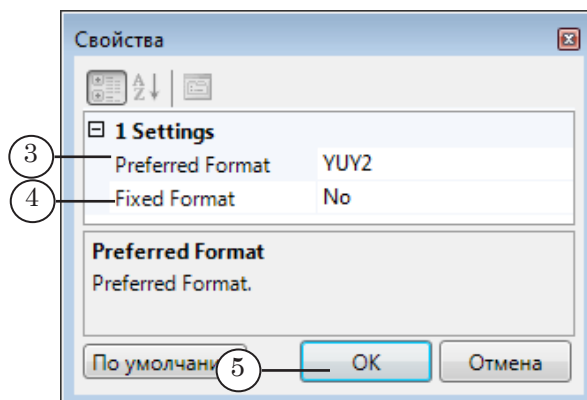 Свойства
1 Settings
3
Preferred Format YUY2
4
Fixed Format No
Preferred Format
Preferred Format.
По умолчани
5
OK
Отмена